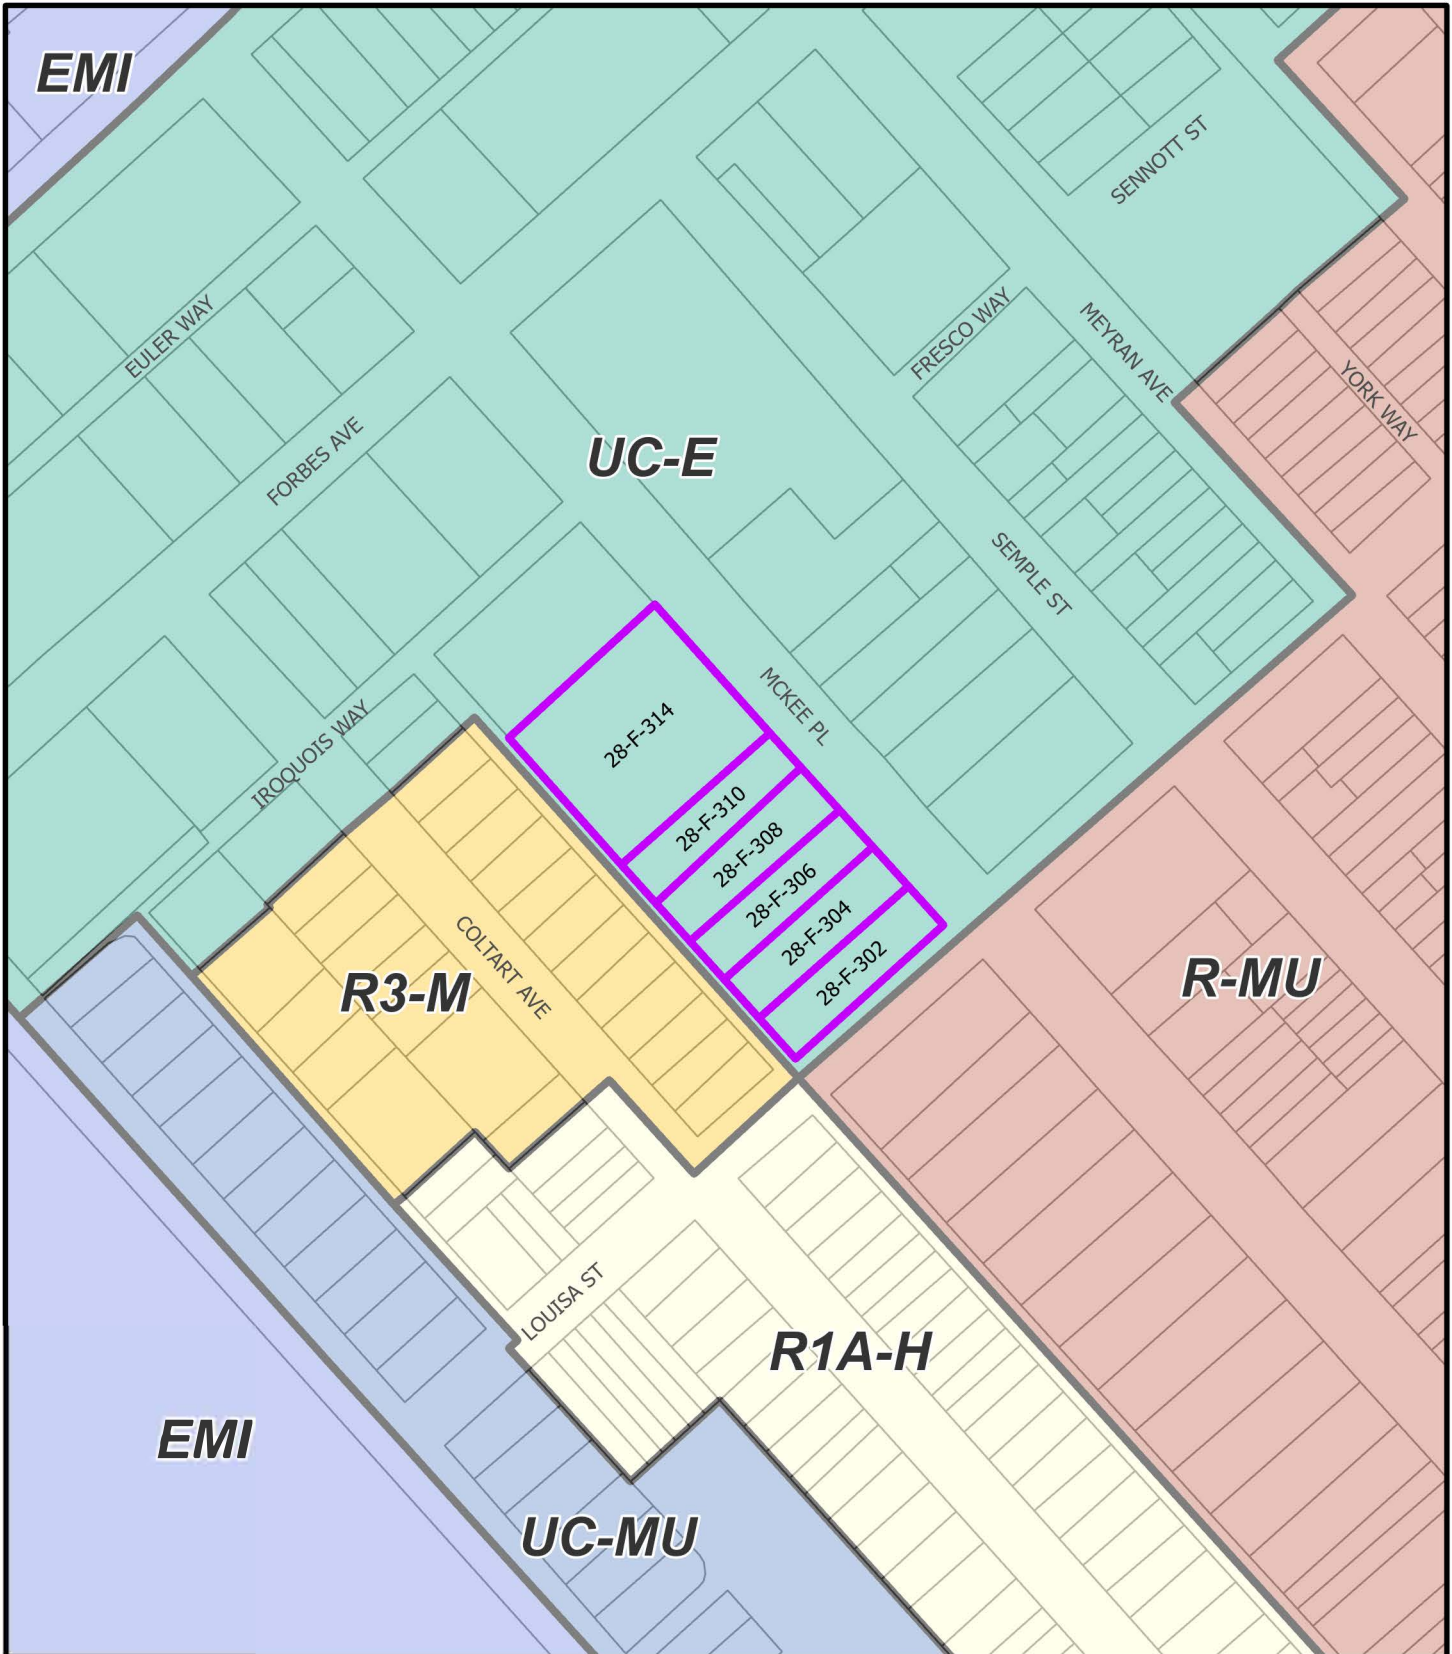 EMI
SENNOTT ST
EULER WAY
FRESCO WAY
MEYRAN AVE
YORK WAY
FORBES AVE
UC-E
SEMPLE ST
MCKEE PL
28-F-314
IROQUOIS WAY
28-F-310
28-F-308
28-F-306
28-F-304
28-F-302
COLTART AVE
R3-M
R-MU
LOUISA ST
R1A-H
EMI
UC-MU